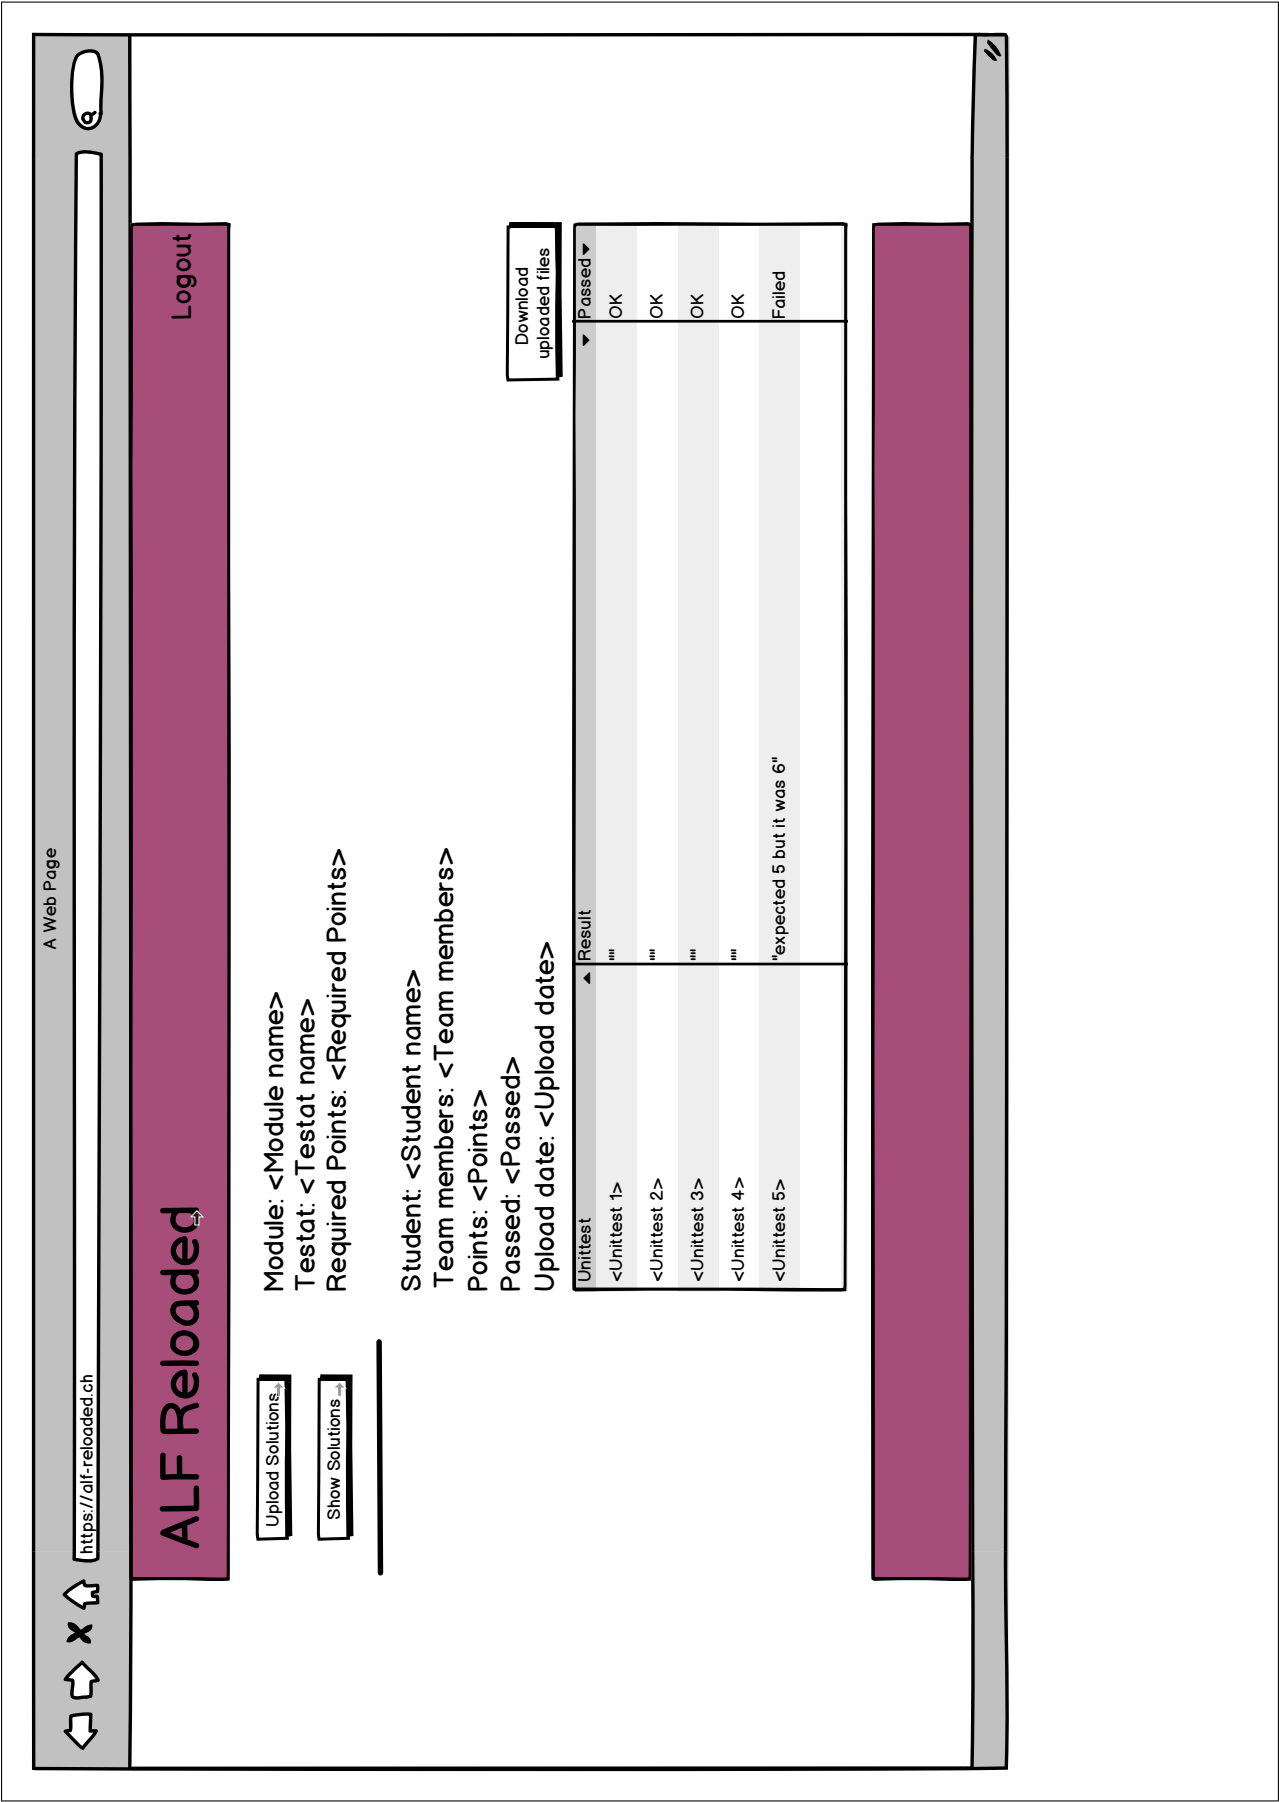 A Web Page
https://alf-reloaded.ch
ALF Reloaded
Logout
Upload Solutions
Show Solutions
Module: <Module name>
Testat: <Testat name>
Required Points: <Required Points>
Student: <Student name>
Team members: <Team members>
Points: <Points>
Passed: <Passed>
Upload date: <Upload date>
Download
uploaded files
Unittest Result Passed
<Unittest 1> "" OK
<Unittest 2> "" OK
<Unittest 3> "" OK
<Unittest 4> "" OK
<Unittest 5> "expected 5 but it was 6" Failed